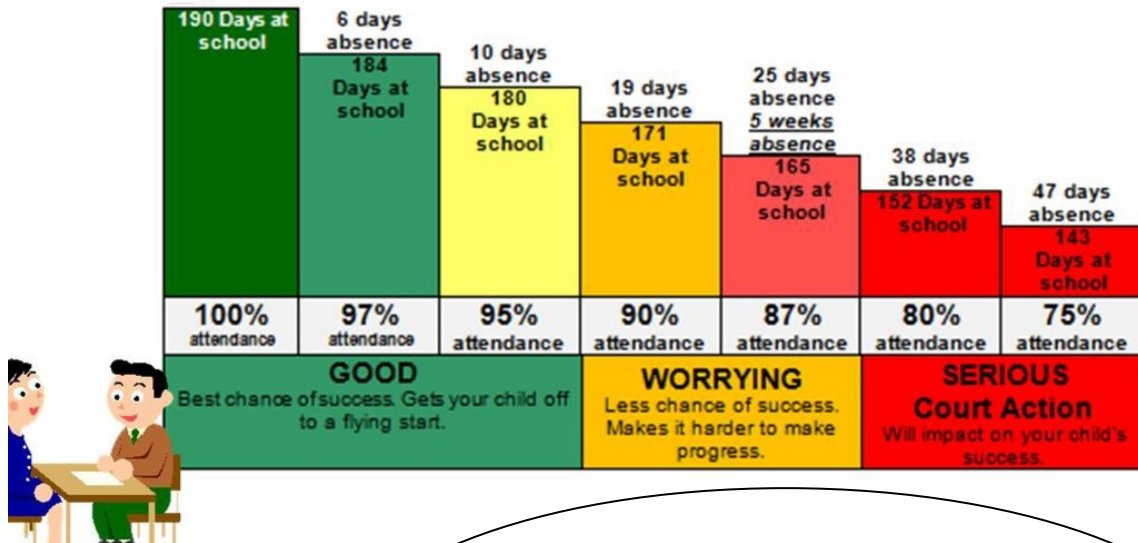 190 Days at
school
6 days
absence
184
Days at
school
10 days
absence
180
Days at
school
19 days
absence
171
Days at
school
25 days
absence
5 weeks
absence
165
Days at
school
38 days
absence
152 Days at
school
47 days
absence
143
Days at
school
100%
attendance
97%
attendance
95%
attendance
90%
attendance
87%
attendance
80%
attendance
75%
attendance
GOOD
Best chance of success. Gets your child off
to a flying start.
WORRYING
Less chance of success.
Makes it harder to make
progress.
SERIOUS
Court Action
Will impact on your child's
success.